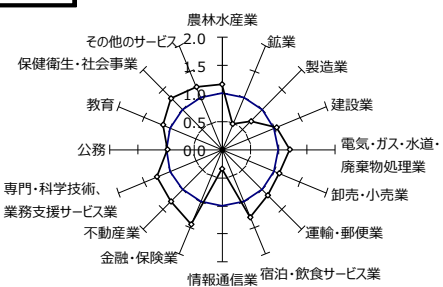 農林水産業
その他のサービス
鉱業
保健衛生・社会事業
製造業
教育
建設業
公務
電気・ガス・水道・
廃棄物処理業
専門・科学技術、
業務支援サービス業
卸売・小売業
不動産業
運輸・郵便業
金融・保険業
宿泊・飲食サービス業
情報通信業
2.0
1.5
1.0
0.5
0.0